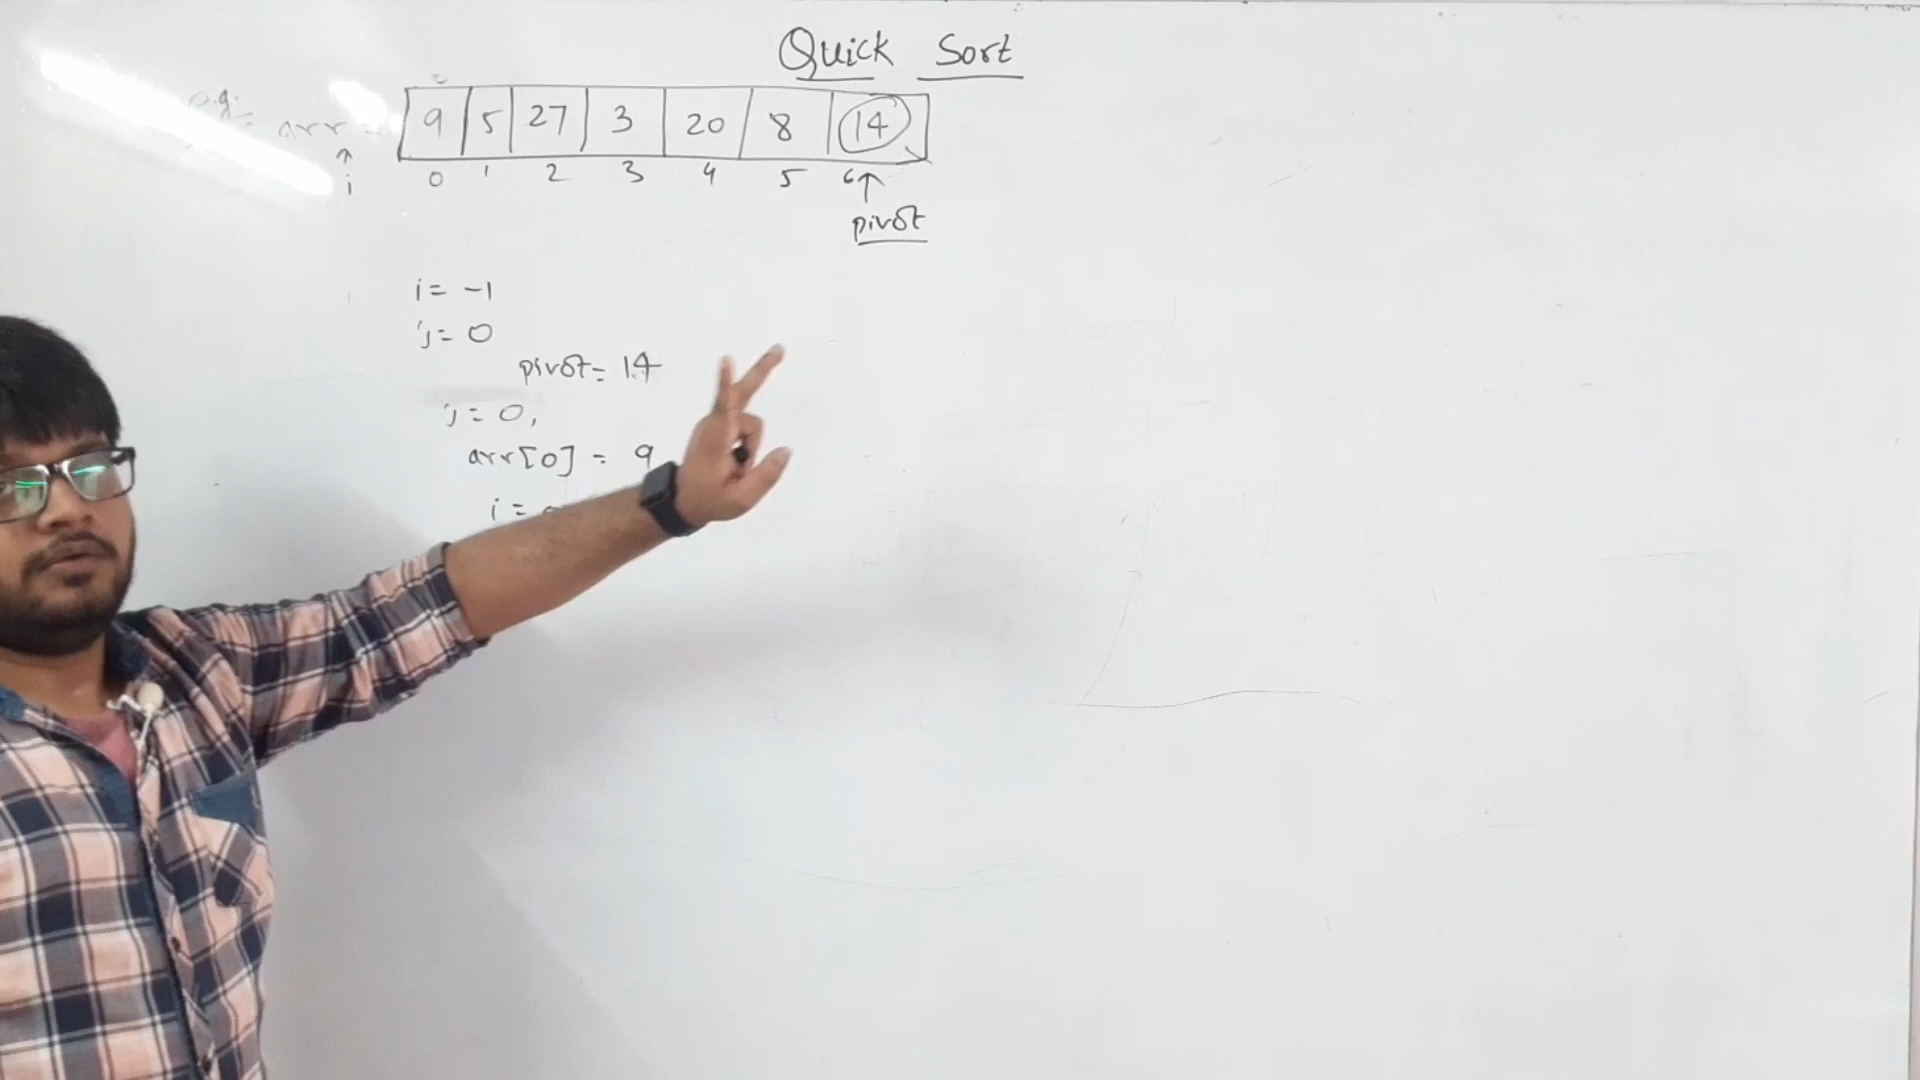 Quick Sort
e.g.
arr = 9 5 27 3 20 8 14
↑ 0 1 2 3 4 5 6 ↑
i
pivot
i = -1
j = 0
pivot = 14
j = 0,
arr[0] = 9
i =